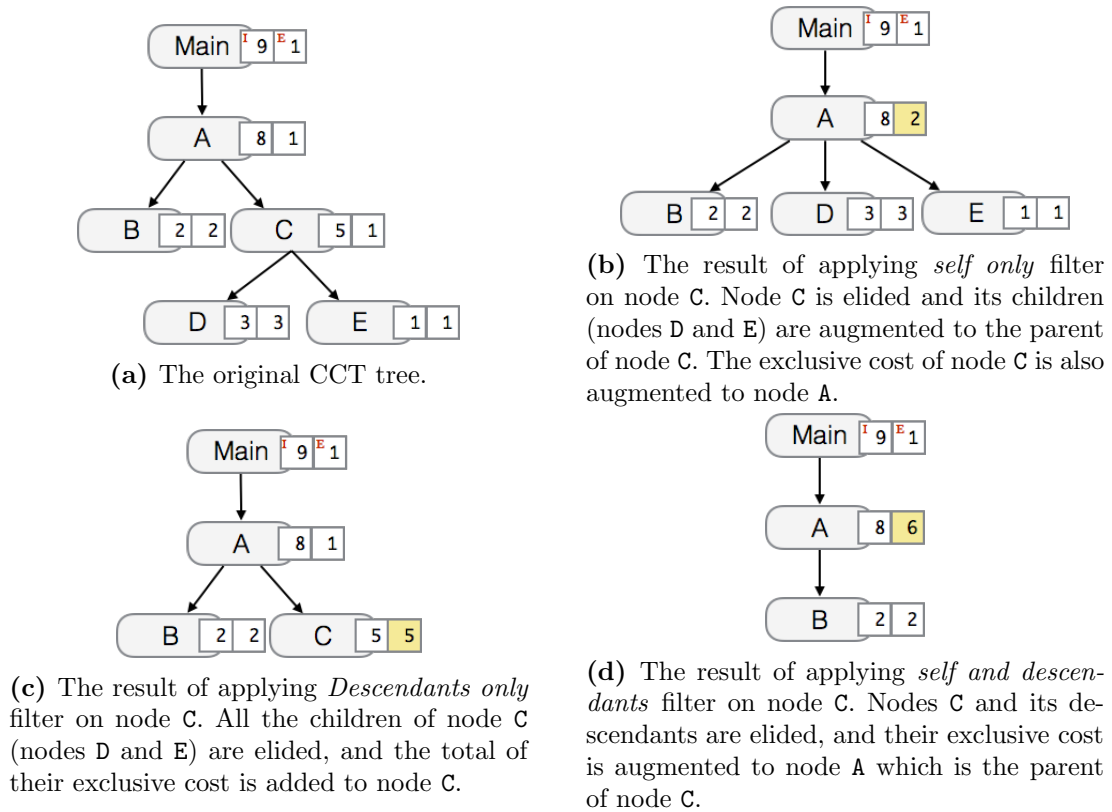 Main I 9 E 1
A 8 1
B 2 2 C 5 1
D 3 3 E 1 1
(a) The original CCT tree.
Main I 9 E 1
A 8 2
B 2 2 D 3 3 E 1 1
(b) The result of applying self only filter
on node C. Node C is elided and its children
(nodes D and E) are augmented to the parent
of node C. The exclusive cost of node C is also
augmented to node A.
Main I 9 E 1
A 8 1
B 2 2 C 5 5
(c) The result of applying Descendants only
filter on node C. All the children of node C
(nodes D and E) are elided, and the total of
their exclusive cost is added to node C.
Main I 9 E 1
A 8 6
B 2 2
(d) The result of applying self and descen-
dants filter on node C. Nodes C and its de-
scendants are elided, and their exclusive cost
is augmented to node A which is the parent
of node C.